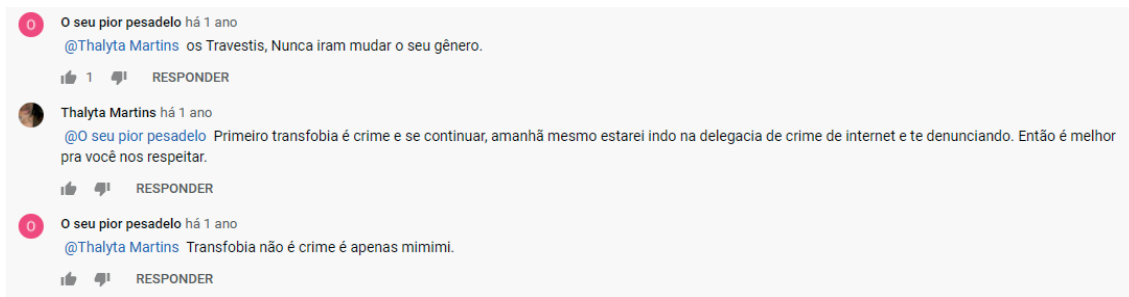 O
O seu pior pesadelo há 1 ano
@Thalyta Martins os Travestis, Nunca iram mudar o seu gênero.
1 RESPONDER
Thalyta Martins há 1 ano
@O seu pior pesadelo Primeiro transfobia é crime e se continuar, amanhã mesmo estarei indo na delegacia de crime de internet e te denunciando. Então é melhor
pra você nos respeitar.
RESPONDER
O
O seu pior pesadelo há 1 ano
@Thalyta Martins Transfobia não é crime é apenas mimimi.
RESPONDER